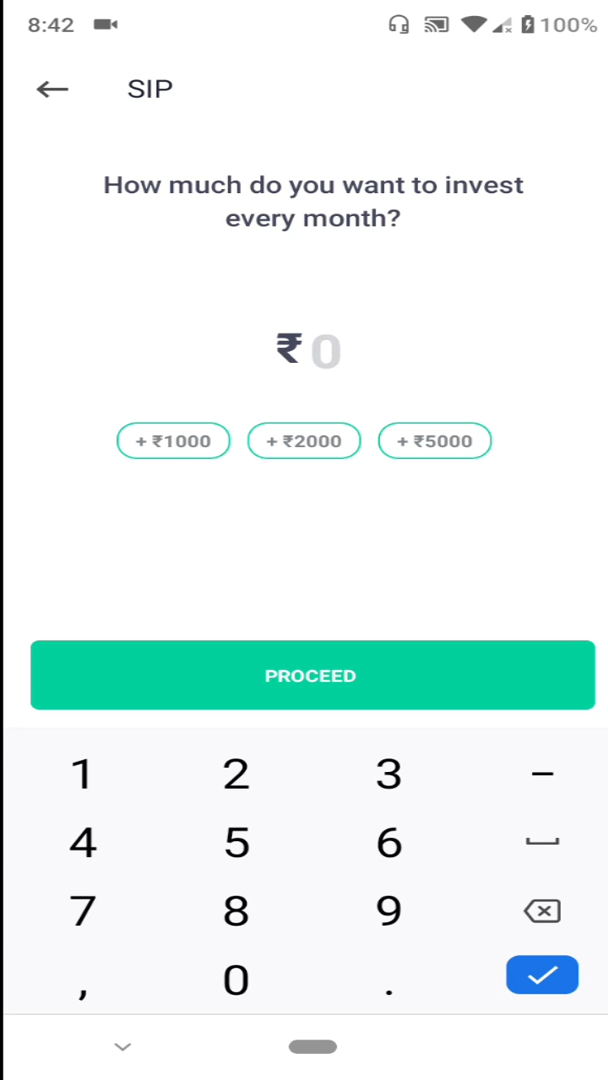 8:42 100%
SIP
How much do you want to invest
every month?
₹ 0
+ ₹1000 + ₹2000 + ₹5000
PROCEED
1 2 3 –
4 5 6
7 8 9
, 0 .